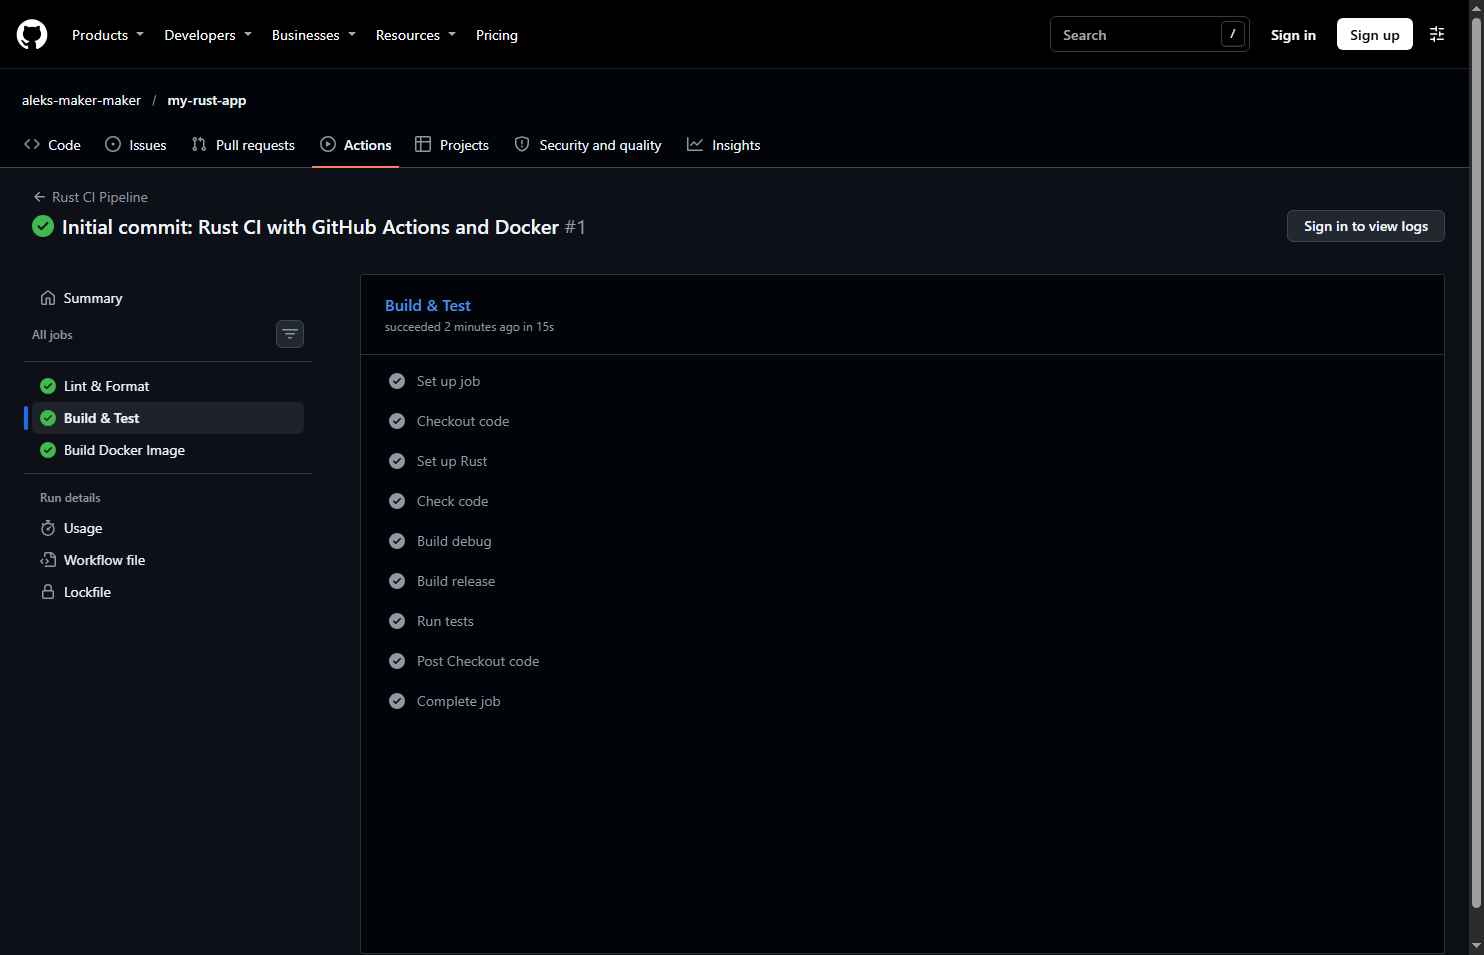 Products Developers Businesses Resources Pricing Search / Sign in Sign up
aleks-maker-maker / my-rust-app
Code Issues Pull requests Actions Projects Security and quality Insights
Rust CI Pipeline
Initial commit: Rust CI with GitHub Actions and Docker #1
Sign in to view logs
Summary
All jobs
Lint & Format
Build & Test
Build Docker Image
Run details
Usage
Workflow file
Lockfile
Build & Test
succeeded 2 minutes ago in 15s
Set up job
Checkout code
Set up Rust
Check code
Build debug
Build release
Run tests
Post Checkout code
Complete job